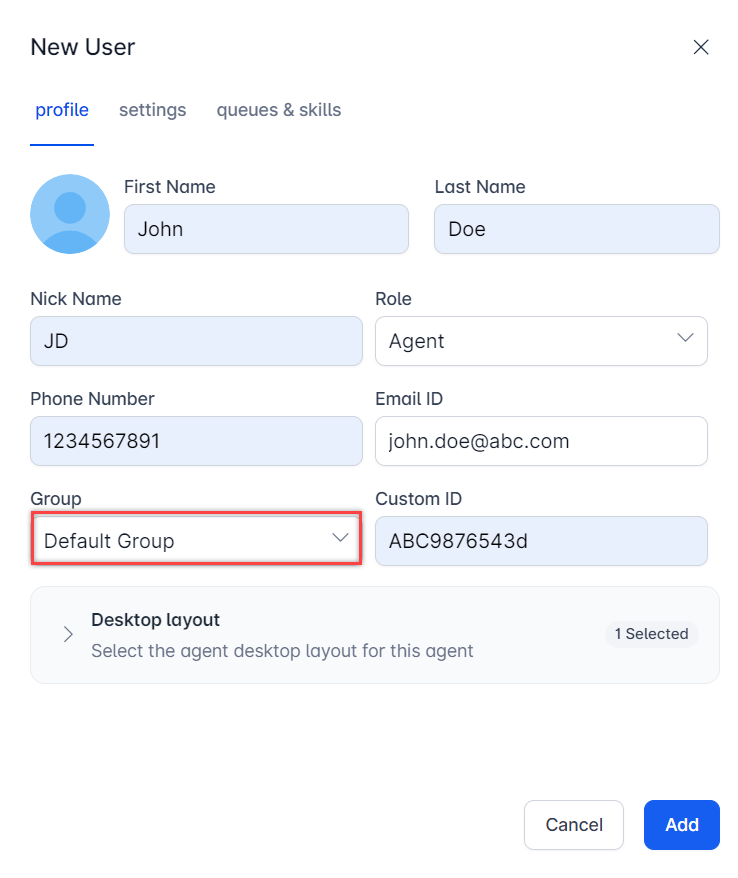 New User
profile settings queues & skills
First Name Last Name
John Doe
Nick Name Role
JD Agent
Phone Number Email ID
1234567891 john.doe@abc.com
Group Custom ID
Default Group ABC9876543d
Desktop layout
Select the agent desktop layout for this agent
1 Selected
Cancel Add